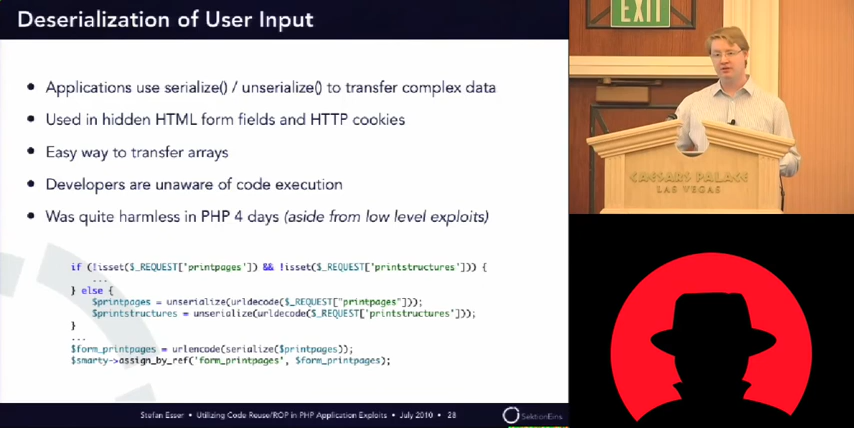 Deserialization of User Input
EXIT
• Applications use serialize() / unserialize() to transfer complex data
• Used in hidden HTML form fields and HTTP cookies
• Easy way to transfer arrays
• Developers are unaware of code execution
• Was quite harmless in PHP 4 days (aside from low level exploits)
CAESARS PALACE
LAS VEGAS
if (!isset($_REQUEST['printpages']) && !isset($_REQUEST['printstructures'])) {
...
} else {
$printpages = unserialize(urldecode($_REQUEST["printpages"]));
$printstructures = unserialize(urldecode($_REQUEST['printstructures']));
}
...
$form_printpages = urlencode(serialize($printpages));
$smarty->assign_by_ref('form_printpages', $form_printpages);
Stefan Esser • Utilizing Code Reuse/ROP in PHP Application Exploits • July 2010 • 28
SektionEins